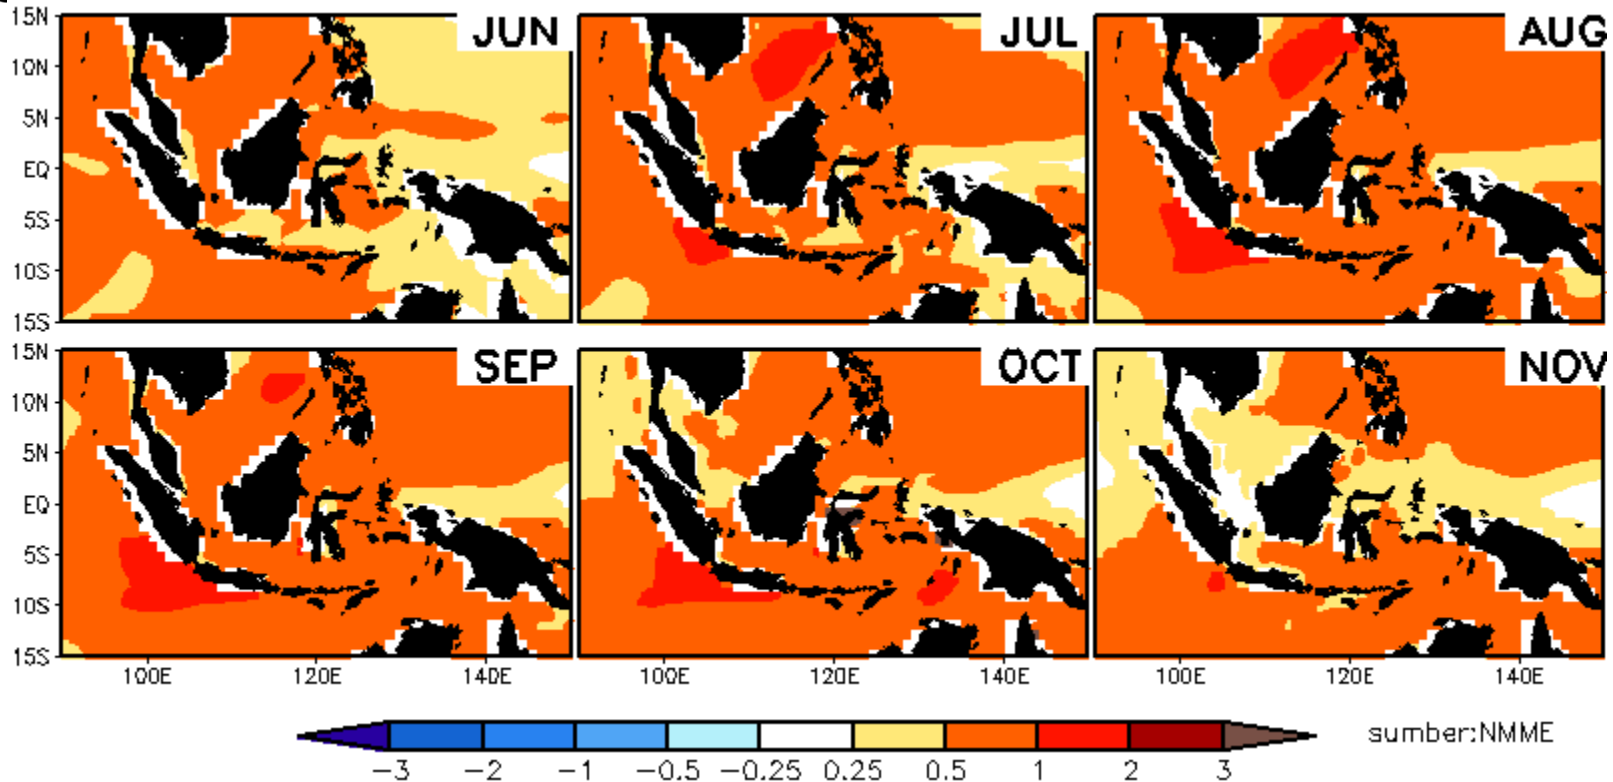 15N JUN JUL AUG
10N
5N
EQ
5S
10S
15S
15N SEP OCT NOV
10N
5N
EQ
5S
10S
15S
100E 120E 140E 100E 120E 140E 100E 120E 140E
-3 -2 -1 -0.5 -0.25 0.25 0.5 1 2 3
sumber:NMME